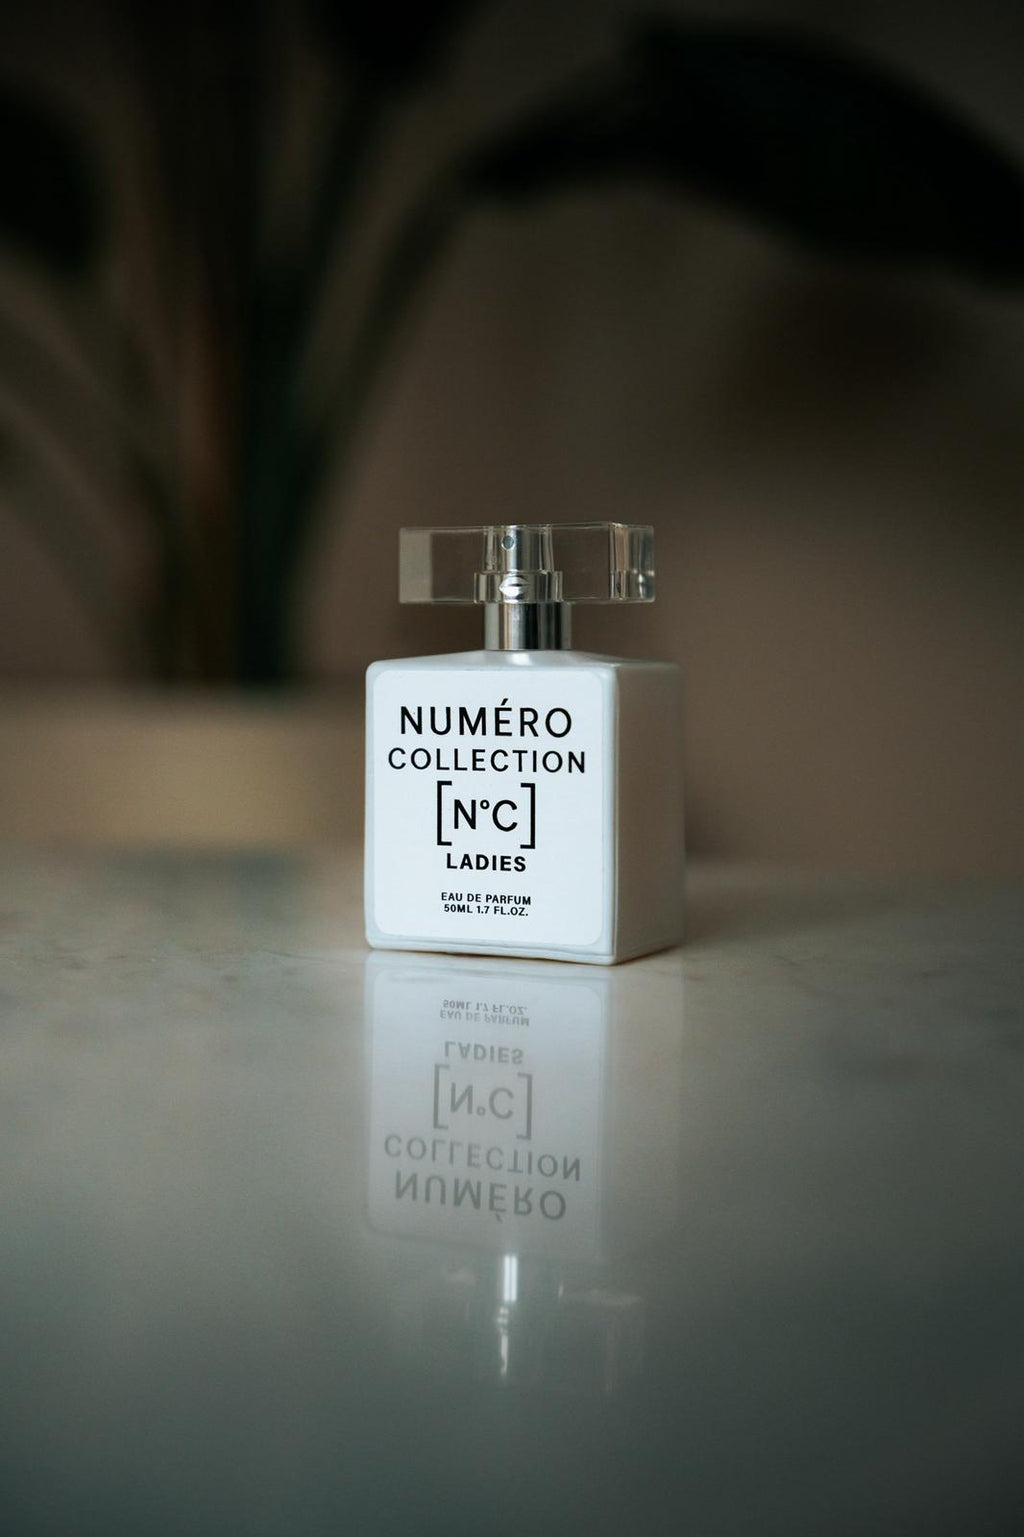 NUMÉRO
COLLECTION
[N°C]
LADIES
EAU DE PARFUM
50ML 1.7 FL.OZ.